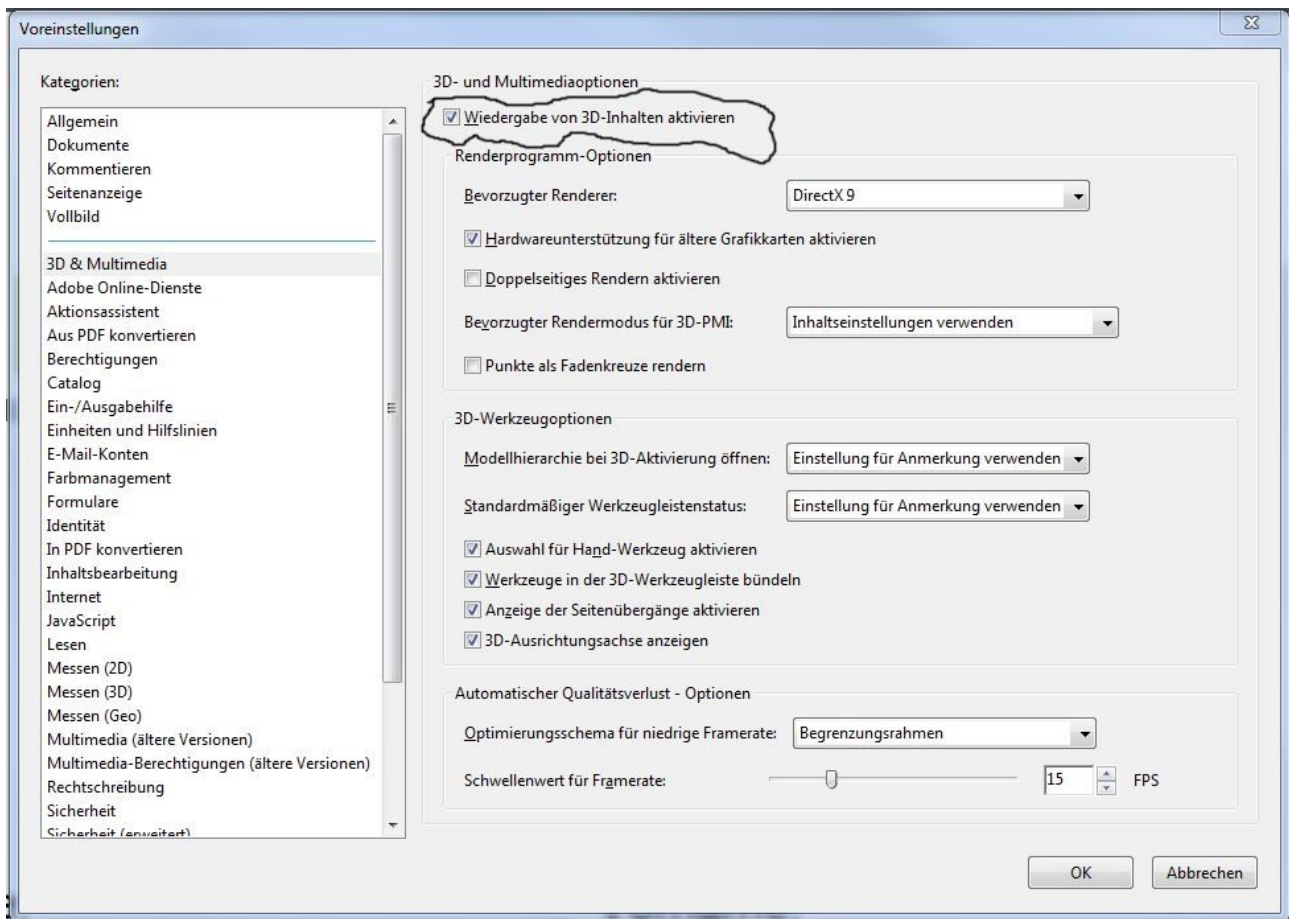 Voreinstellungen
Kategorien:
Allgemein
Dokumente
Kommentieren
Seitenanzeige
Vollbild
3D & Multimedia
Adobe Online-Dienste
Aktionsassistent
Aus PDF konvertieren
Berechtigungen
Catalog
Ein-/Ausgabehilfe
Einheiten und Hilfslinien
E-Mail-Konten
Farbmanagement
Formulare
Identität
In PDF konvertieren
Inhaltsbearbeitung
Internet
JavaScript
Lesen
Messen (2D)
Messen (3D)
Messen (Geo)
Multimedia (ältere Versionen)
Multimedia-Berechtigungen (ältere Versionen)
Rechtschreibung
Sicherheit
Sicherheit (erweitert)
3D- und Multimediaoptionen
Wiedergabe von 3D-Inhalten aktivieren
Renderprogramm-Optionen
Bevorzugter Renderer: DirectX 9
Hardwareunterstützung für ältere Grafikkarten aktivieren
Doppelseitiges Rendern aktivieren
Bevorzugter Rendermodus für 3D-PMI: Inhaltseinstellungen verwenden
Punkte als Fadenkreuze rendern
3D-Werkzeugoptionen
Modellhierarchie bei 3D-Aktivierung öffnen: Einstellung für Anmerkung verwenden
Standardmäßiger Werkzeugleistenstatus: Einstellung für Anmerkung verwenden
Auswahl für Hand-Werkzeug aktivieren
Werkzeuge in der 3D-Werkzeugleiste bündeln
Anzeige der Seitenübergänge aktivieren
3D-Ausrichtungsachse anzeigen
Automatischer Qualitätsverlust - Optionen
Optimierungsschema für niedrige Framerate: Begrenzungsrahmen
Schwellenwert für Framerate: 15 FPS
OK Abbrechen